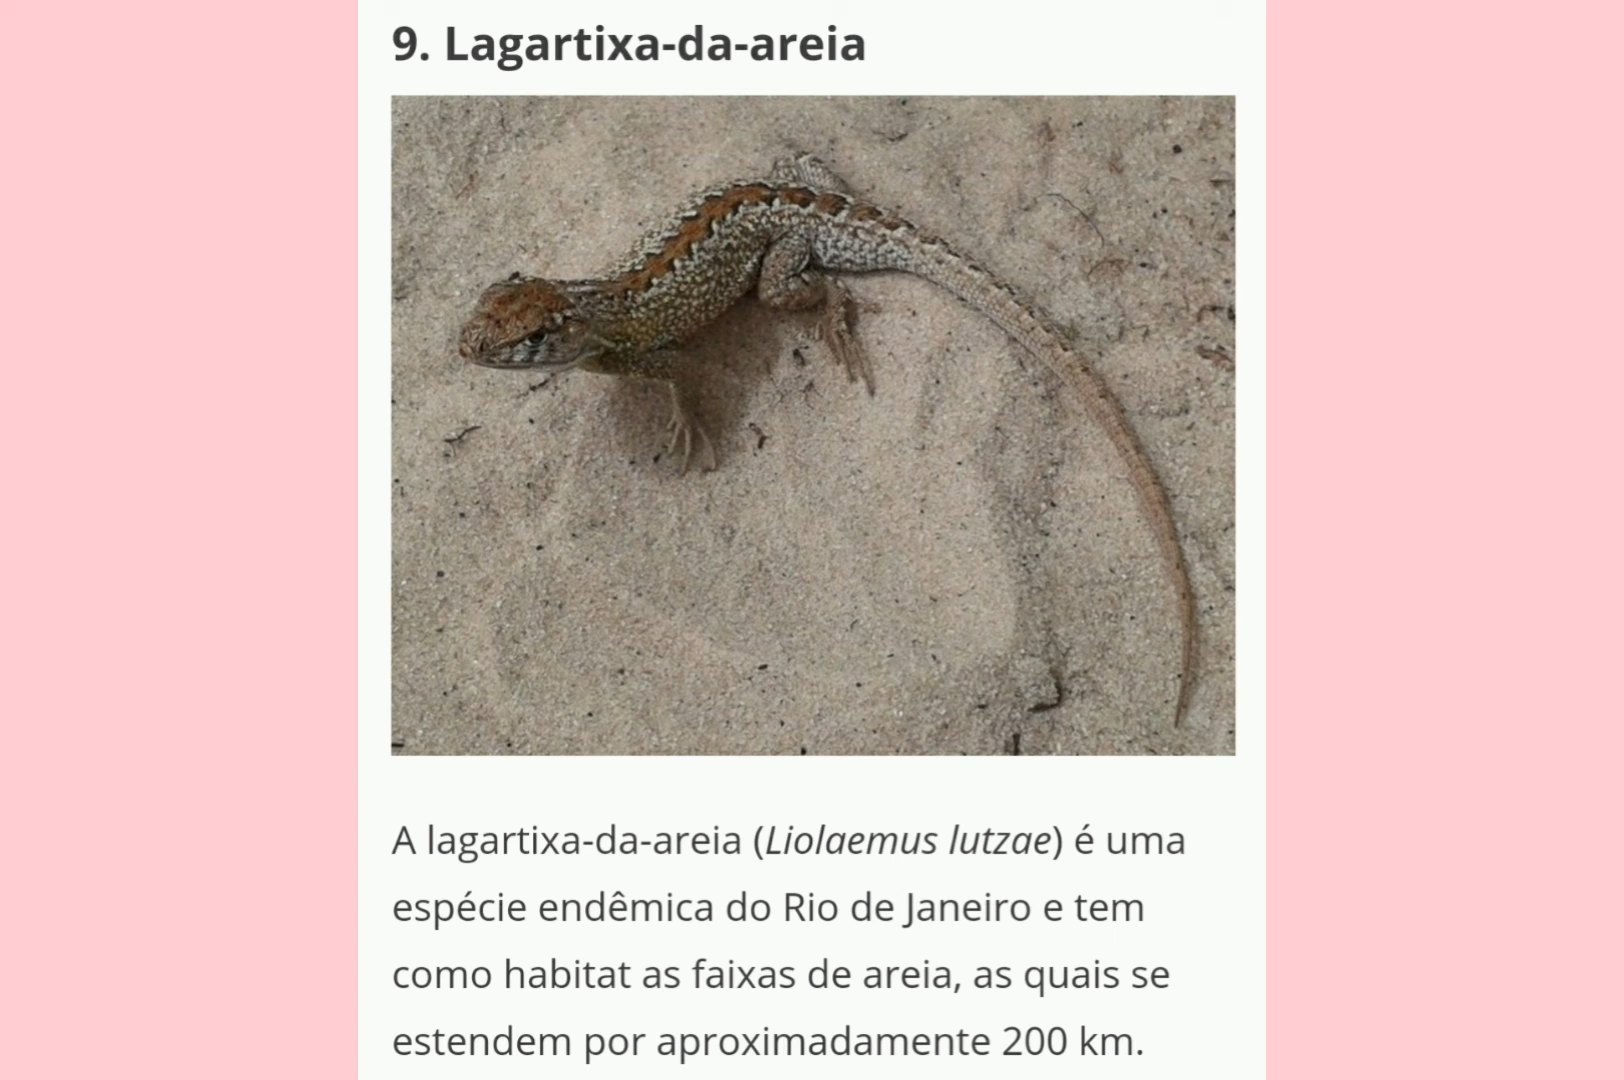 9. Lagartixa-da-areia
A lagartixa-da-areia (Liolaemus lutzae) é uma
espécie endêmica do Rio de Janeiro e tem
como habitat as faixas de areia, as quais se
estendem por aproximadamente 200 km.